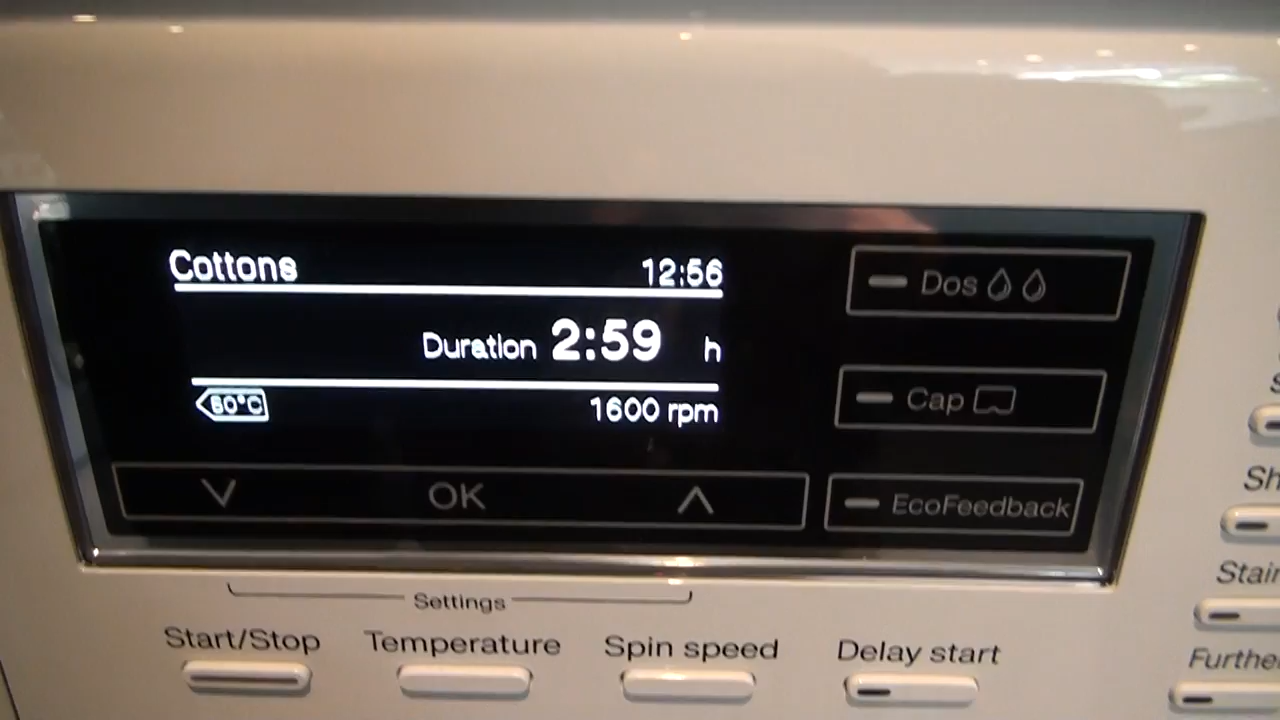 Cottons 12:56
Duration 2:59 h
60°C 1600 rpm
OK
Dos
Cap
EcoFeedback
Settings
Start/Stop Temperature Spin speed Delay start